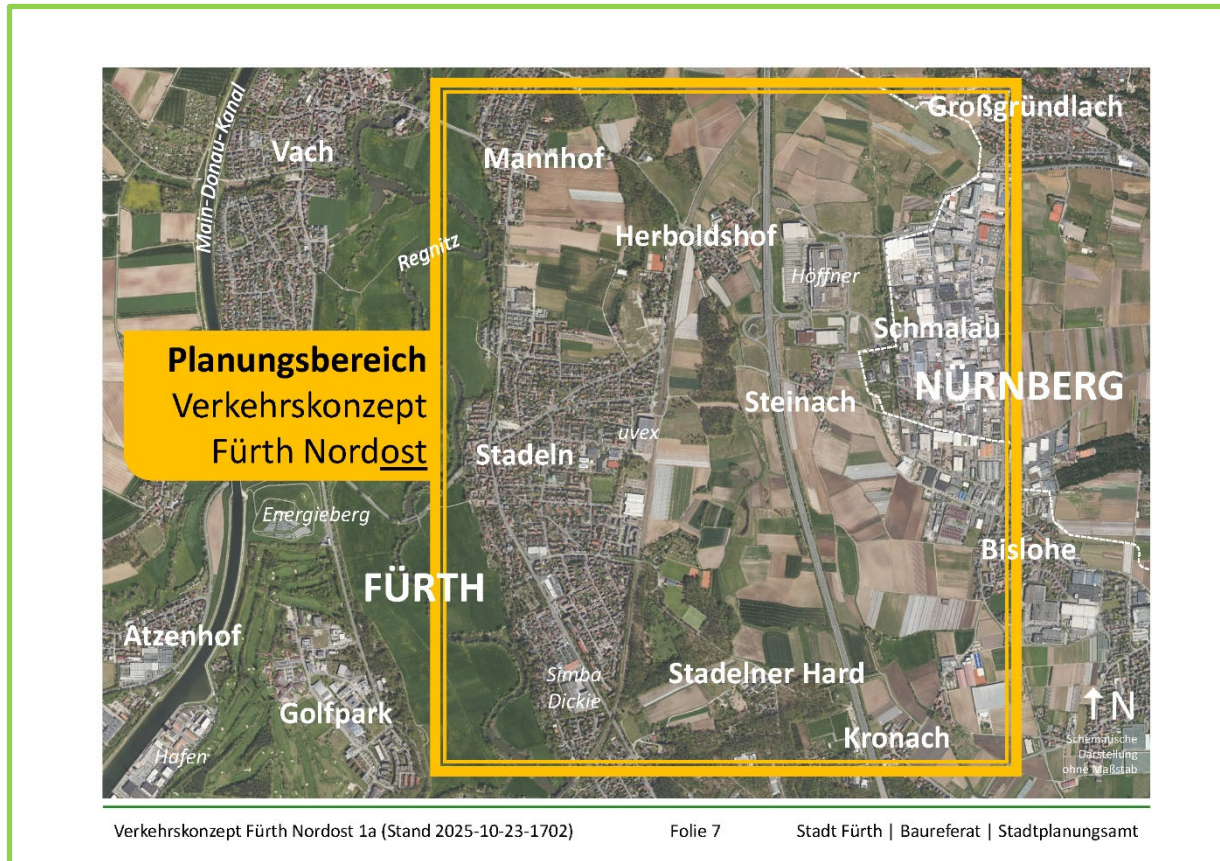 Großgründlach
Main-Donau-Kanal
Vach
Mannhof
Regnitz
Herboldshof
Höffner
Schmalau
Planungsbereich
Verkehrskonzept
Fürth Nordost
NÜRNBERG
Steinach
uvex
Stadeln
Energieberg
Bislohe
FÜRTH
Atzenhof
Simba
Dickie
Stadelner Hard
Golfpark
Kronach
Hafen
N
Schematische
Darstellung
ohne Maßstab
Verkehrskonzept Fürth Nordost 1a (Stand 2025-10-23-1702)
Folie 7
Stadt Fürth | Baureferat | Stadtplanungsamt